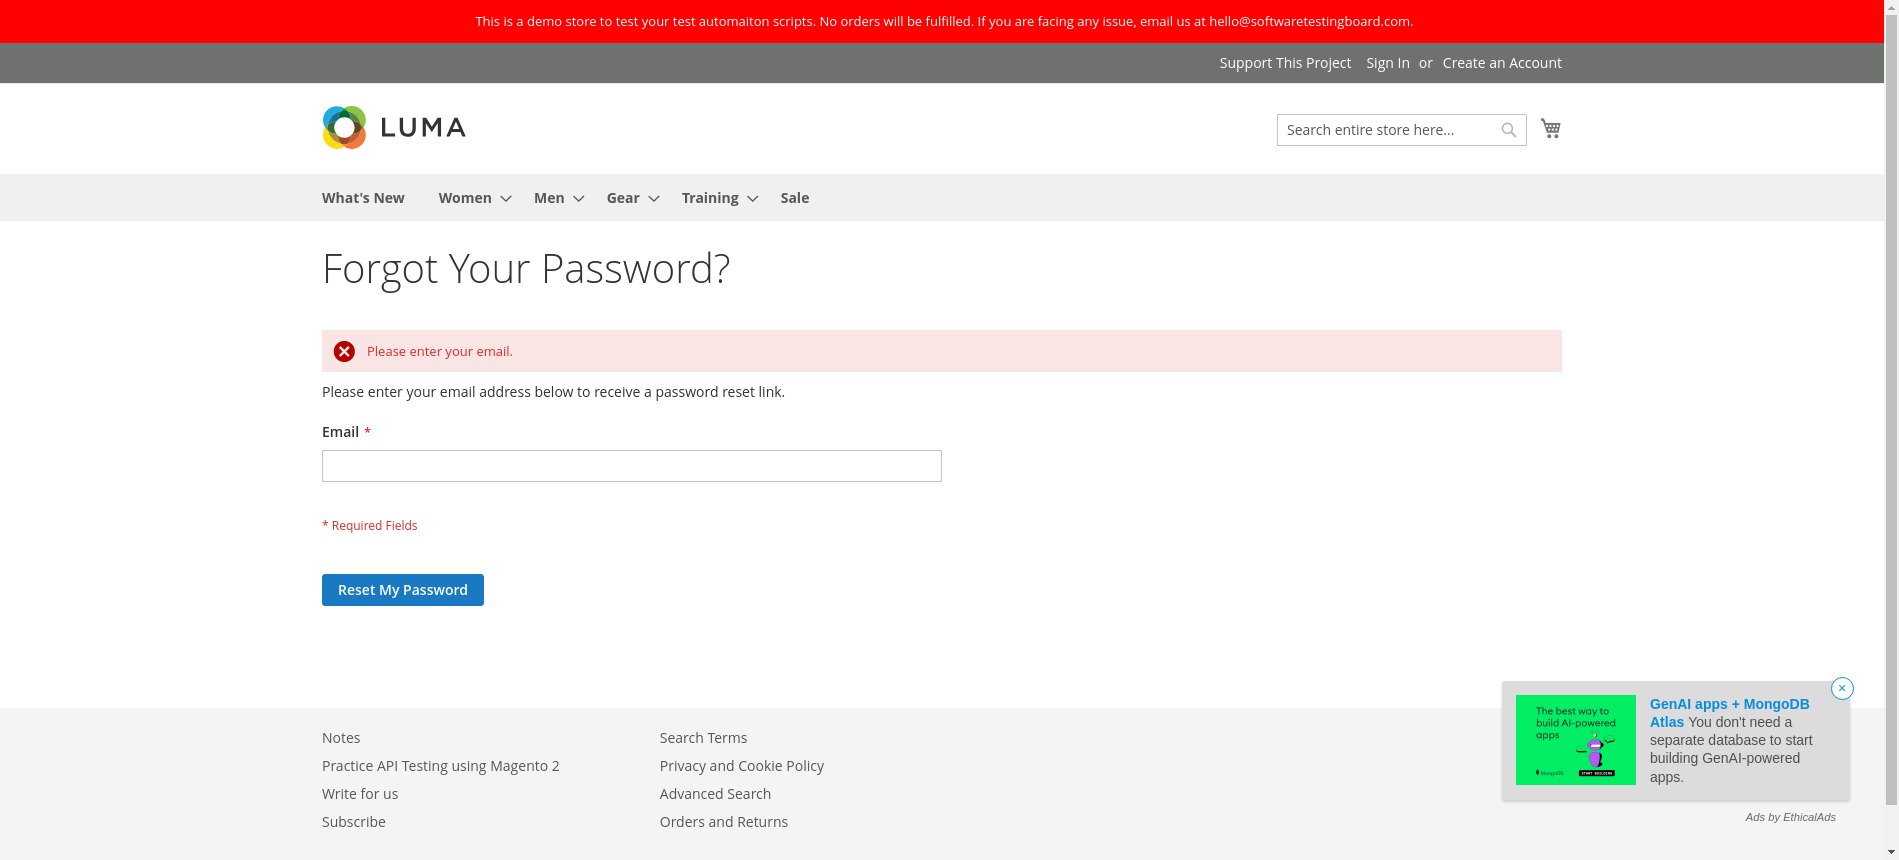 This is a demo store to test your test automaiton scripts. No orders will be fulfilled. If you are facing any issue, email us at hello@softwaretestingboard.com.
Support This Project Sign In or Create an Account
LUMA
Search entire store here...
What's New Women Men Gear Training Sale
Forgot Your Password?
Please enter your email.
Please enter your email address below to receive a password reset link.
Email *
* Required Fields
Reset My Password
Notes
Practice API Testing using Magento 2
Write for us
Subscribe
Search Terms
Privacy and Cookie Policy
Advanced Search
Orders and Returns
The best way to
build AI-powered
apps
MongoDB
START BUILDING
GenAI apps + MongoDB
Atlas You don't need a
separate database to start
building GenAI-powered
apps.
Ads by EthicalAds